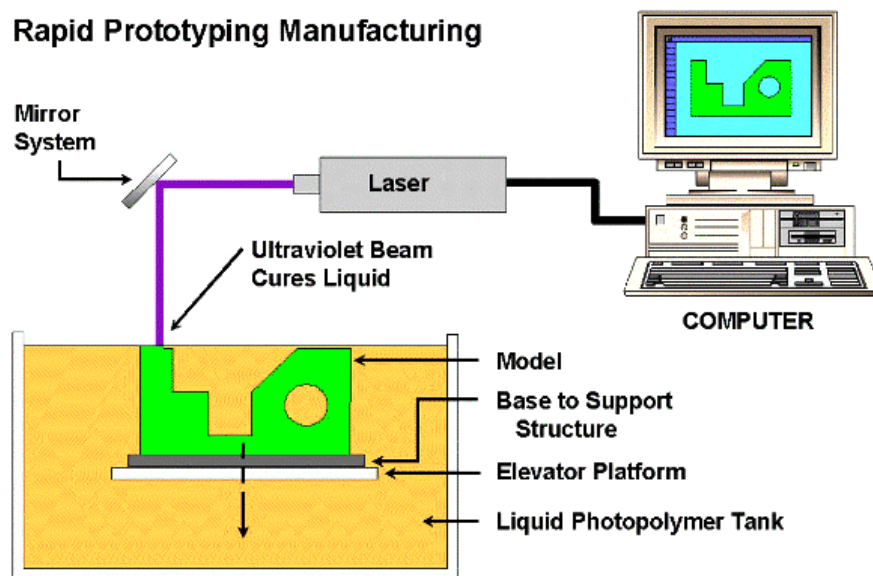 Rapid Prototyping Manufacturing
Mirror
System
Laser
Ultraviolet Beam
Cures Liquid
COMPUTER
Model
Base to Support
Structure
Elevator Platform
Liquid Photopolymer Tank